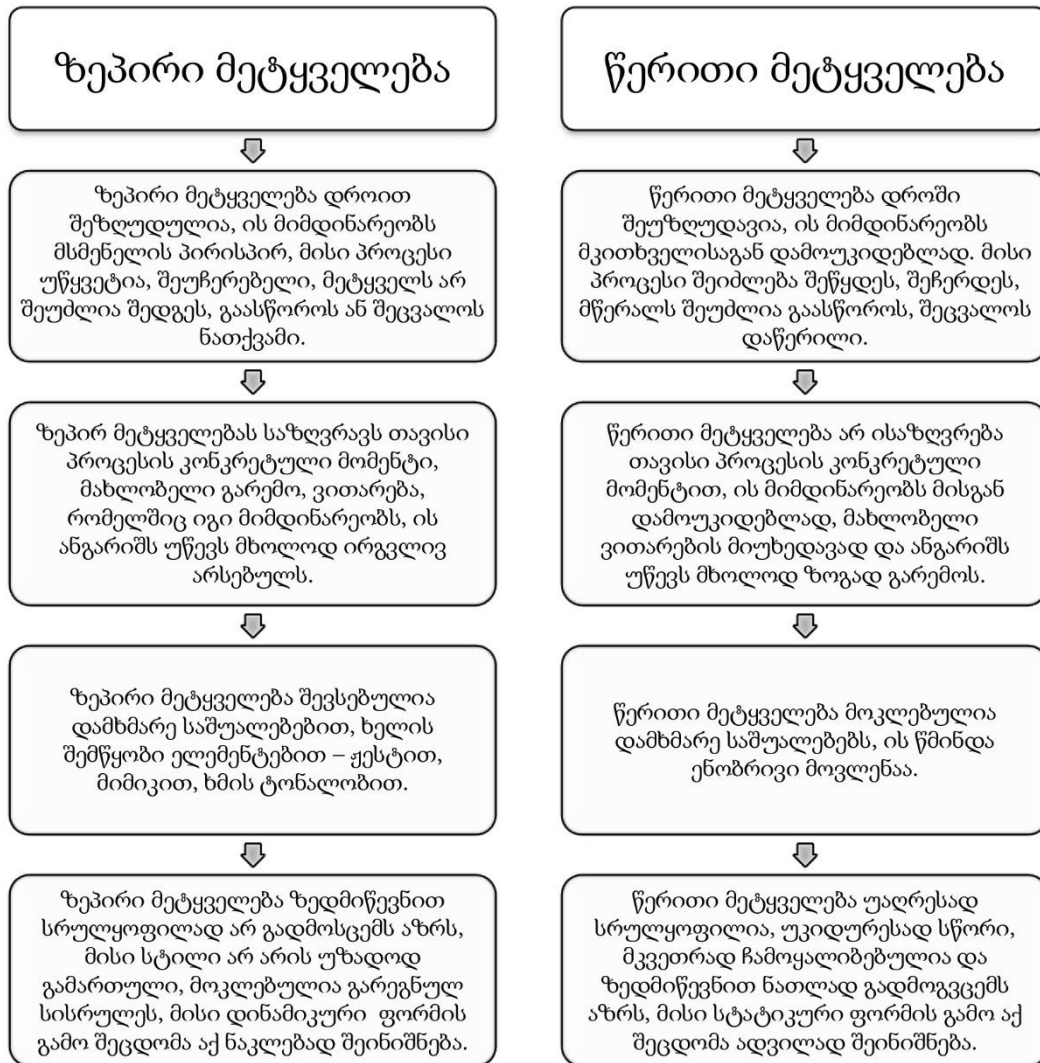 ზეპირი მეტყველება
ზეპირი მეტყველება დროით
შეზღუდულია, ის მიმდინარეობს
მსმენელის პირისპირ, მისი პროცესი
უწყვეტია, შეუჩერებელი, მეტყველს არ
შეუძლია შედგეს, გაასწოროს ან შეცვალოს
ნათქვამი.
ზეპირ მეტყველებას საზღვრავს თავისი
პროცესის კონკრეტული მომენტი,
მახლობელი გარემო, ვითარება,
რომელშიც იგი მიმდინარეობს, ის
ანგარიშს უწევს მხოლოდ ირგვლივ
არსებულს.
ზეპირი მეტყველება შევსებულია
დამხმარე საშუალებებით, ხელის
შემწყობი ელემენტებით – ჟესტით,
მიმიკით, ხმის ტონალობით.
ზეპირი მეტყველება ზედმიწევნით
სრულყოფილად არ გადმოსცემს აზრს,
მისი სტილი არ არის უზადოდ
გამართული, მოკლებულია გარეგნულ
სისრულეს, მისი დინამიკური ფორმის
გამო შეცდომა აქ ნაკლებად შეინიშნება.
წერითი მეტყველება
წერითი მეტყველება დროში
შეუზღუდავია, ის მიმდინარეობს
მკითხველისაგან დამოუკიდებლად. მისი
პროცესი შეიძლება შეწყდეს, შეჩერდეს,
მწერალს შეუძლია გაასწოროს, შეცვალოს
დაწერილი.
წერითი მეტყველება არ ისაზღვრება
თავისი პროცესის კონკრეტული
მომენტით, ის მიმდინარეობს მისგან
დამოუკიდებლად, მახლობელი
ვითარების მიუხედავად და ანგარიშს
უწევს მხოლოდ ზოგად გარემოს.
წერითი მეტყველება მოკლებულია
დამხმარე საშუალებებს, ის წმინდა
ენობრივი მოვლენაა.
წერითი მეტყველება უაღრესად
სრულყოფილია, უკიდურესად სწორი,
მკვეთრად ჩამოყალიბებულია და
ზედმიწევნით ნათლად გადმოგვცემს
აზრს, მისი სტატიკური ფორმის გამო აქ
შეცდომა ადვილად შეინიშნება.